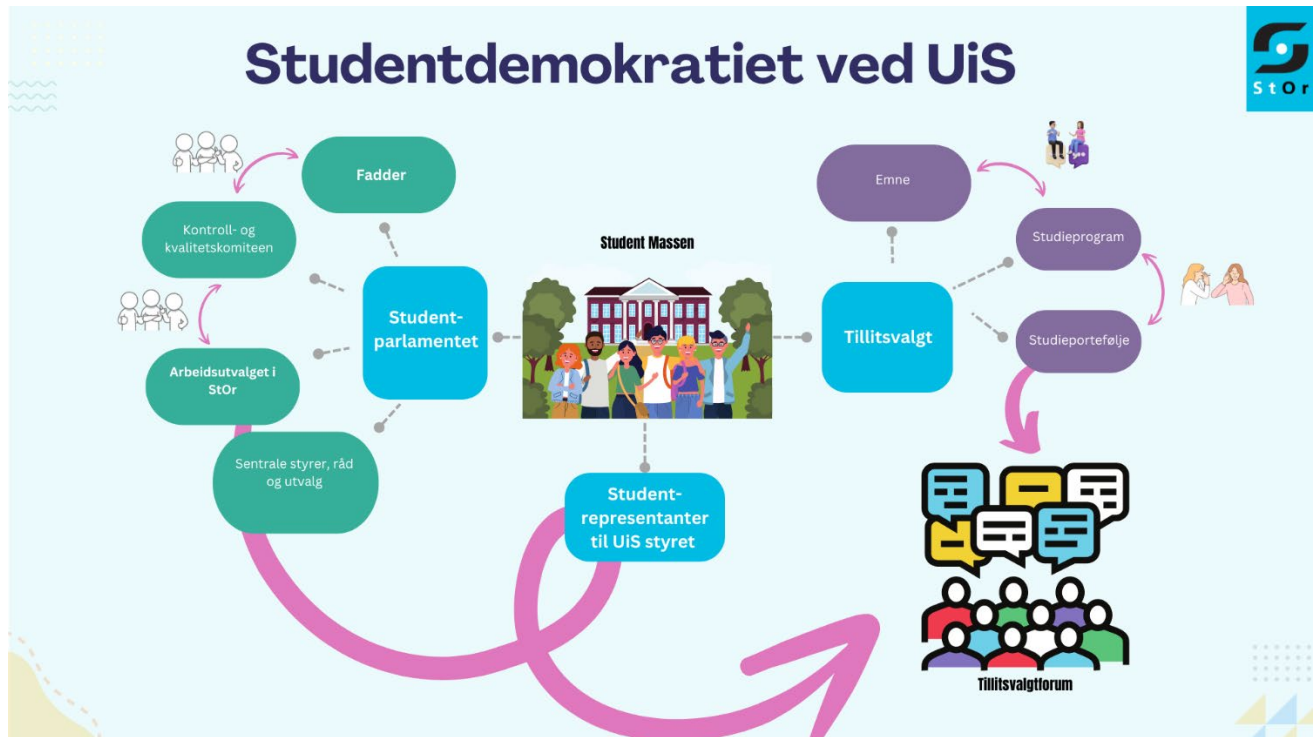 Studentdemokratiet ved UiS
StOr
Fadder
Kontroll- og
kvalitetskomiteen
Arbeidsutvalget i
StOr
Sentrale styrer, råd
og utvalg
Student-
parlamentet
Student Massen
Student-
representanter
til UiS styret
Tillitsvalgt
Emne
Studieprogram
Studieportefølje
Tillitsvalgtforum